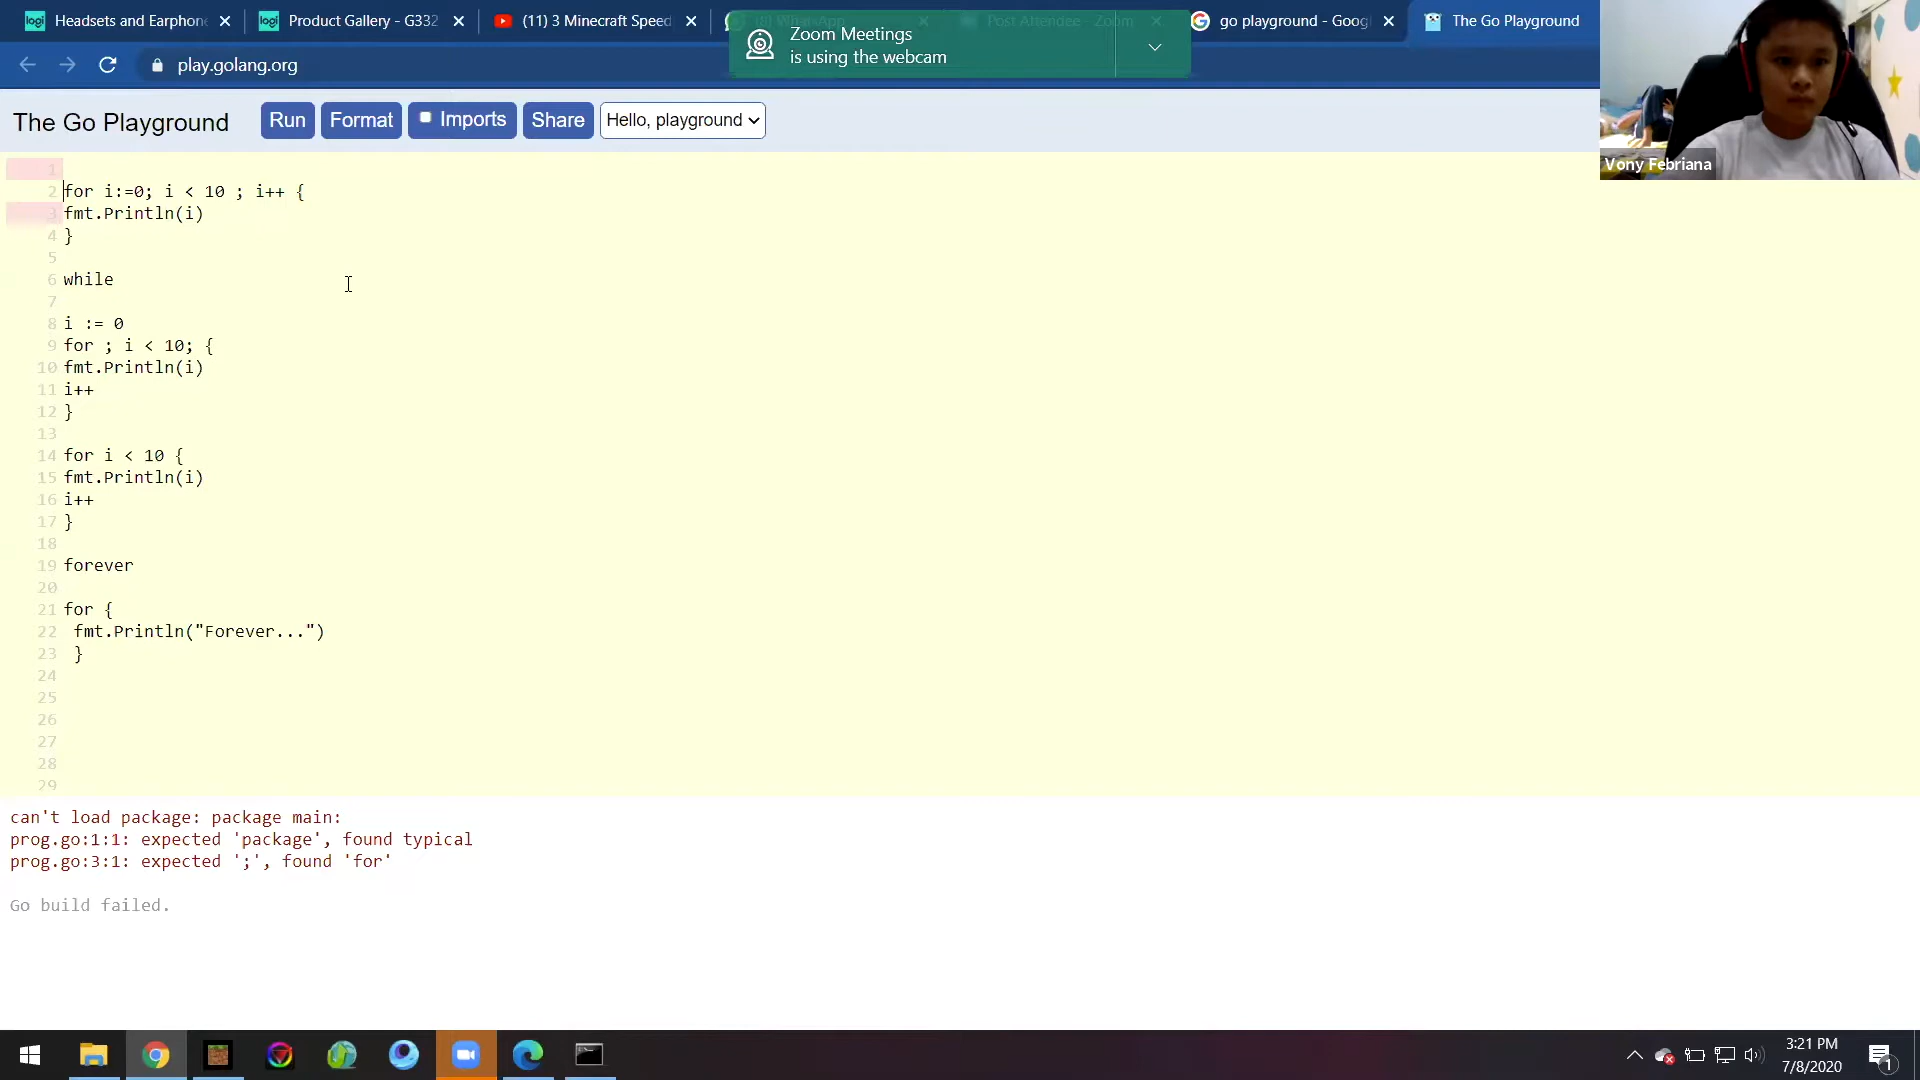 Headsets and Earphone
Product Gallery - G332
(11) 3 Minecraft Speed
(8) WhatsApp
Post Attendee - Zoom
go playground - Goog
The Go Playground
Zoom Meetings
is using the webcam
play.golang.org
The Go Playground
Run
Format
Imports
Share
Hello, playground
Vony Febriana
1
2 for i:=0; i < 10 ; i++ {
3 fmt.Println(i)
4 }
5
6 while
7
8 i := 0
9 for ; i < 10; {
10 fmt.Println(i)
11 i++
12 }
13
14 for i < 10 {
15 fmt.Println(i)
16 i++
17 }
18
19 forever
20
21 for {
22 fmt.Println("Forever...")
23 }
24
25
26
27
28
29
can't load package: package main:
prog.go:1:1: expected 'package', found typical
prog.go:3:1: expected ';', found 'for'
Go build failed.
3:21 PM
7/8/2020
1